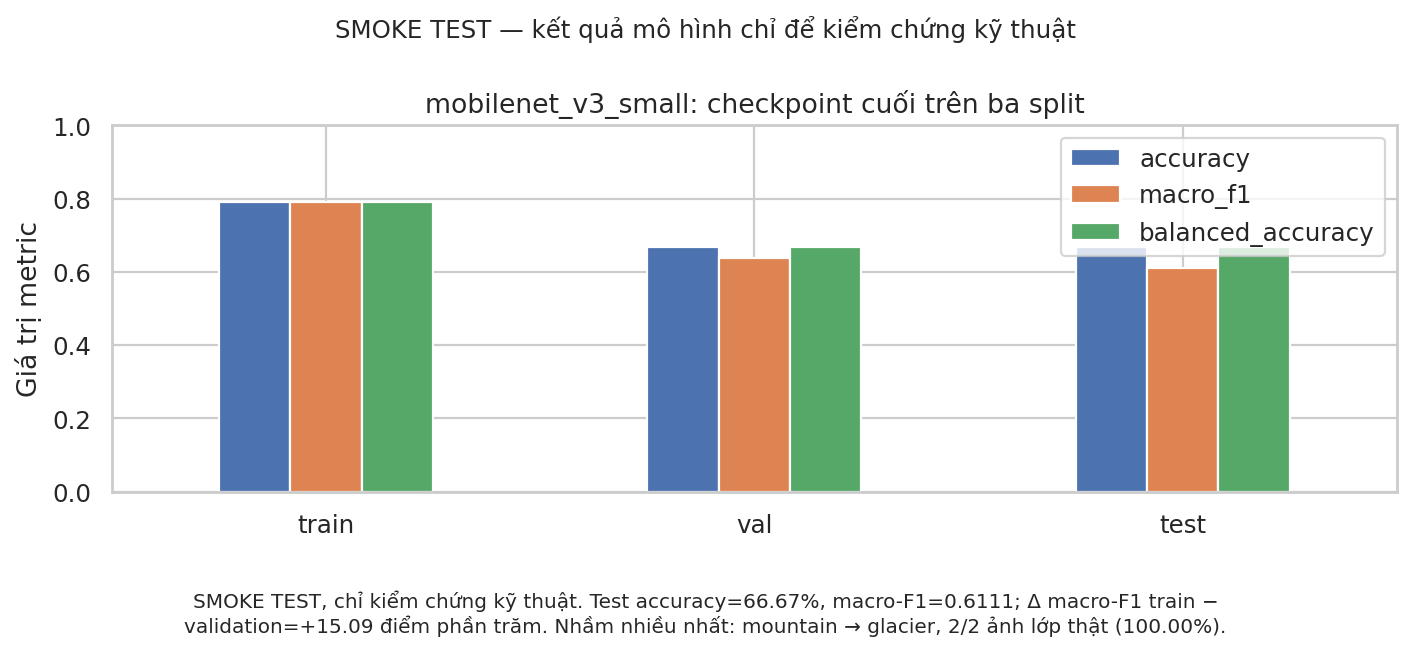 SMOKE TEST — kết quả mô hình chỉ để kiểm chứng kỹ thuật
mobilenet_v3_small: checkpoint cuối trên ba split
1.0
0.8
0.6
0.4
0.2
0.0
Giá trị metric
accuracy
macro_f1
balanced_accuracy
train
val
test
SMOKE TEST, chỉ kiểm chứng kỹ thuật. Test accuracy=66.67%, macro-F1=0.6111; Δ macro-F1 train −
validation=+15.09 điểm phần trăm. Nhầm nhiều nhất: mountain → glacier, 2/2 ảnh lớp thật (100.00%).